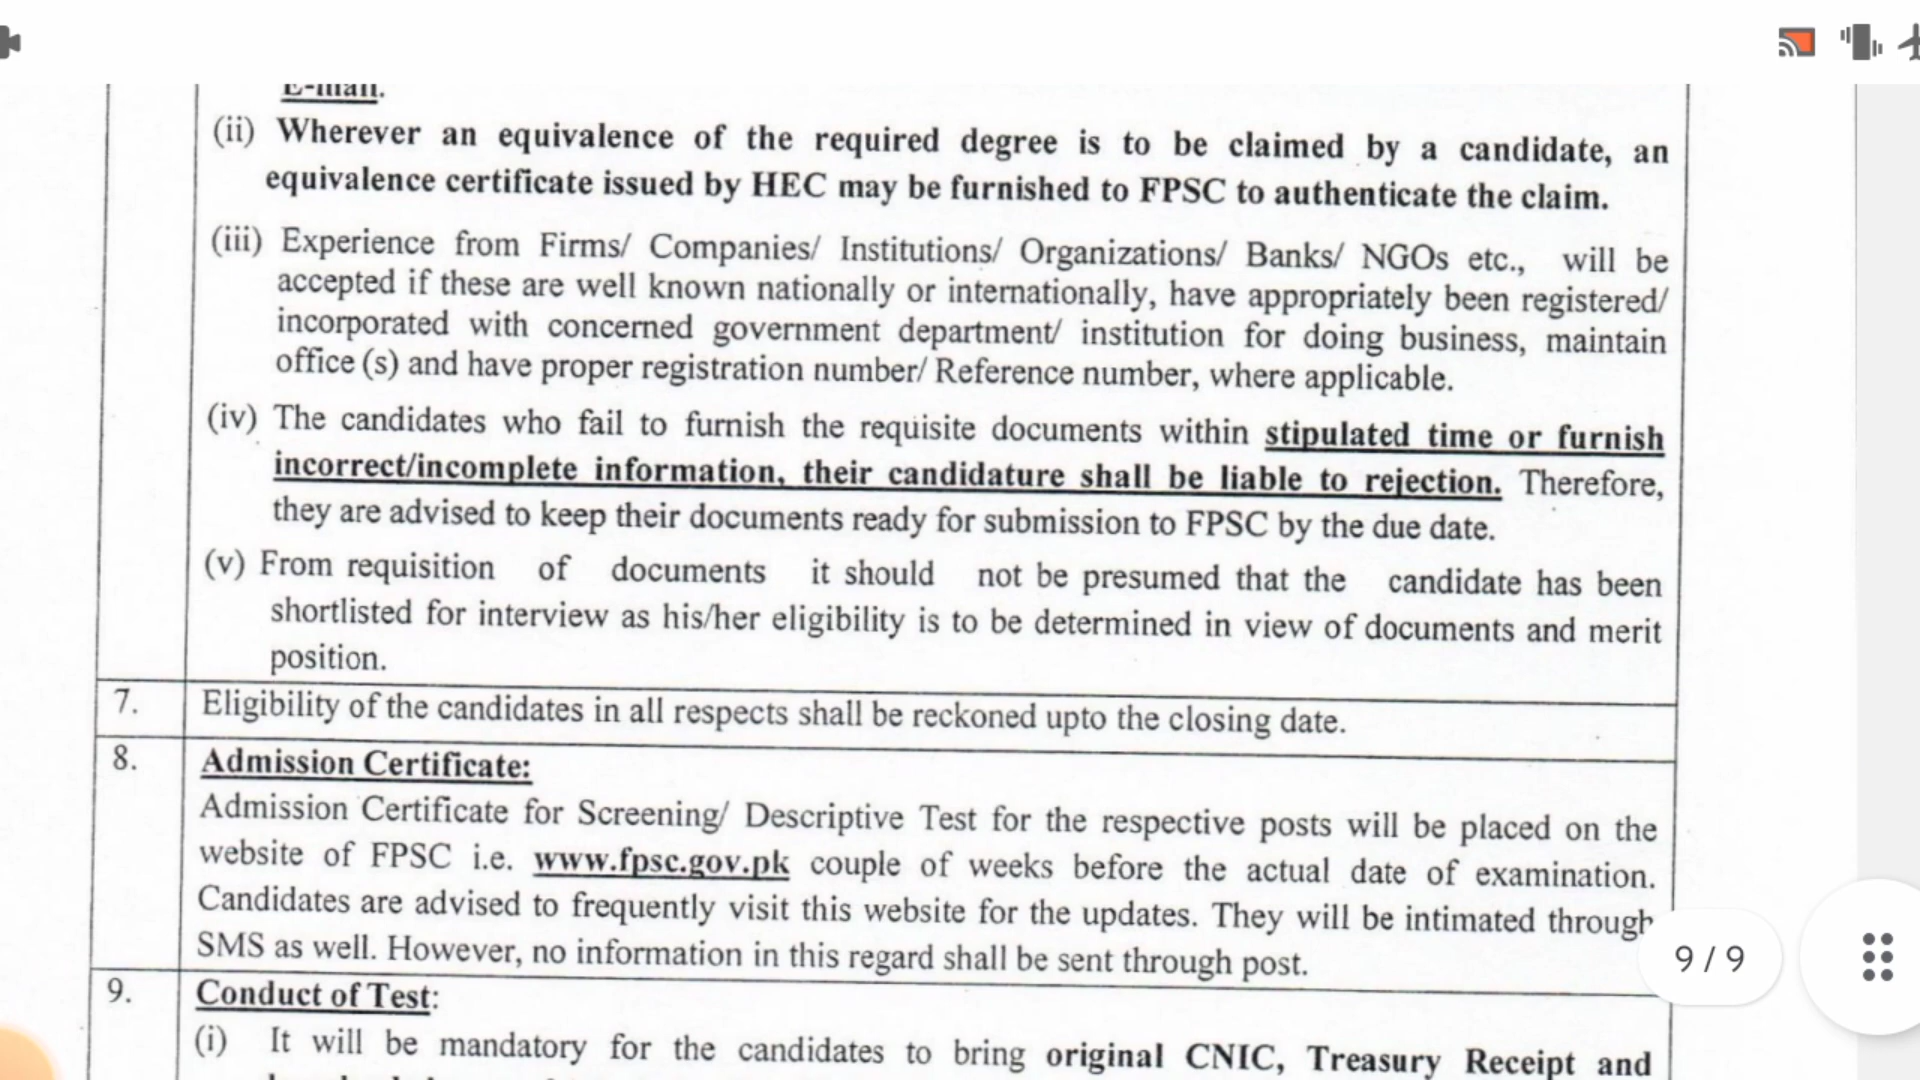 E-mail.
(ii) Wherever an equivalence of the required degree is to be claimed by a candidate, an
equivalence certificate issued by HEC may be furnished to FPSC to authenticate the claim.
(iii) Experience from Firms/ Companies/ Institutions/ Organizations/ Banks/ NGOs etc., will be
accepted if these are well known nationally or internationally, have appropriately been registered/
incorporated with concerned government department/ institution for doing business, maintain
office (s) and have proper registration number/ Reference number, where applicable.
(iv) The candidates who fail to furnish the requisite documents within stipulated time or furnish
incorrect/incomplete information, their candidature shall be liable to rejection. Therefore,
they are advised to keep their documents ready for submission to FPSC by the due date.
(v) From requisition of documents it should not be presumed that the candidate has been
shortlisted for interview as his/her eligibility is to be determined in view of documents and merit
position.
7. Eligibility of the candidates in all respects shall be reckoned upto the closing date.
8. Admission Certificate:
Admission Certificate for Screening/ Descriptive Test for the respective posts will be placed on the
website of FPSC i.e. www.fpsc.gov.pk couple of weeks before the actual date of examination.
Candidates are advised to frequently visit this website for the updates. They will be intimated through
SMS as well. However, no information in this regard shall be sent through post.
9 / 9
9. Conduct of Test:
(i) It will be mandatory for the candidates to bring original CNIC, Treasury Receipt and